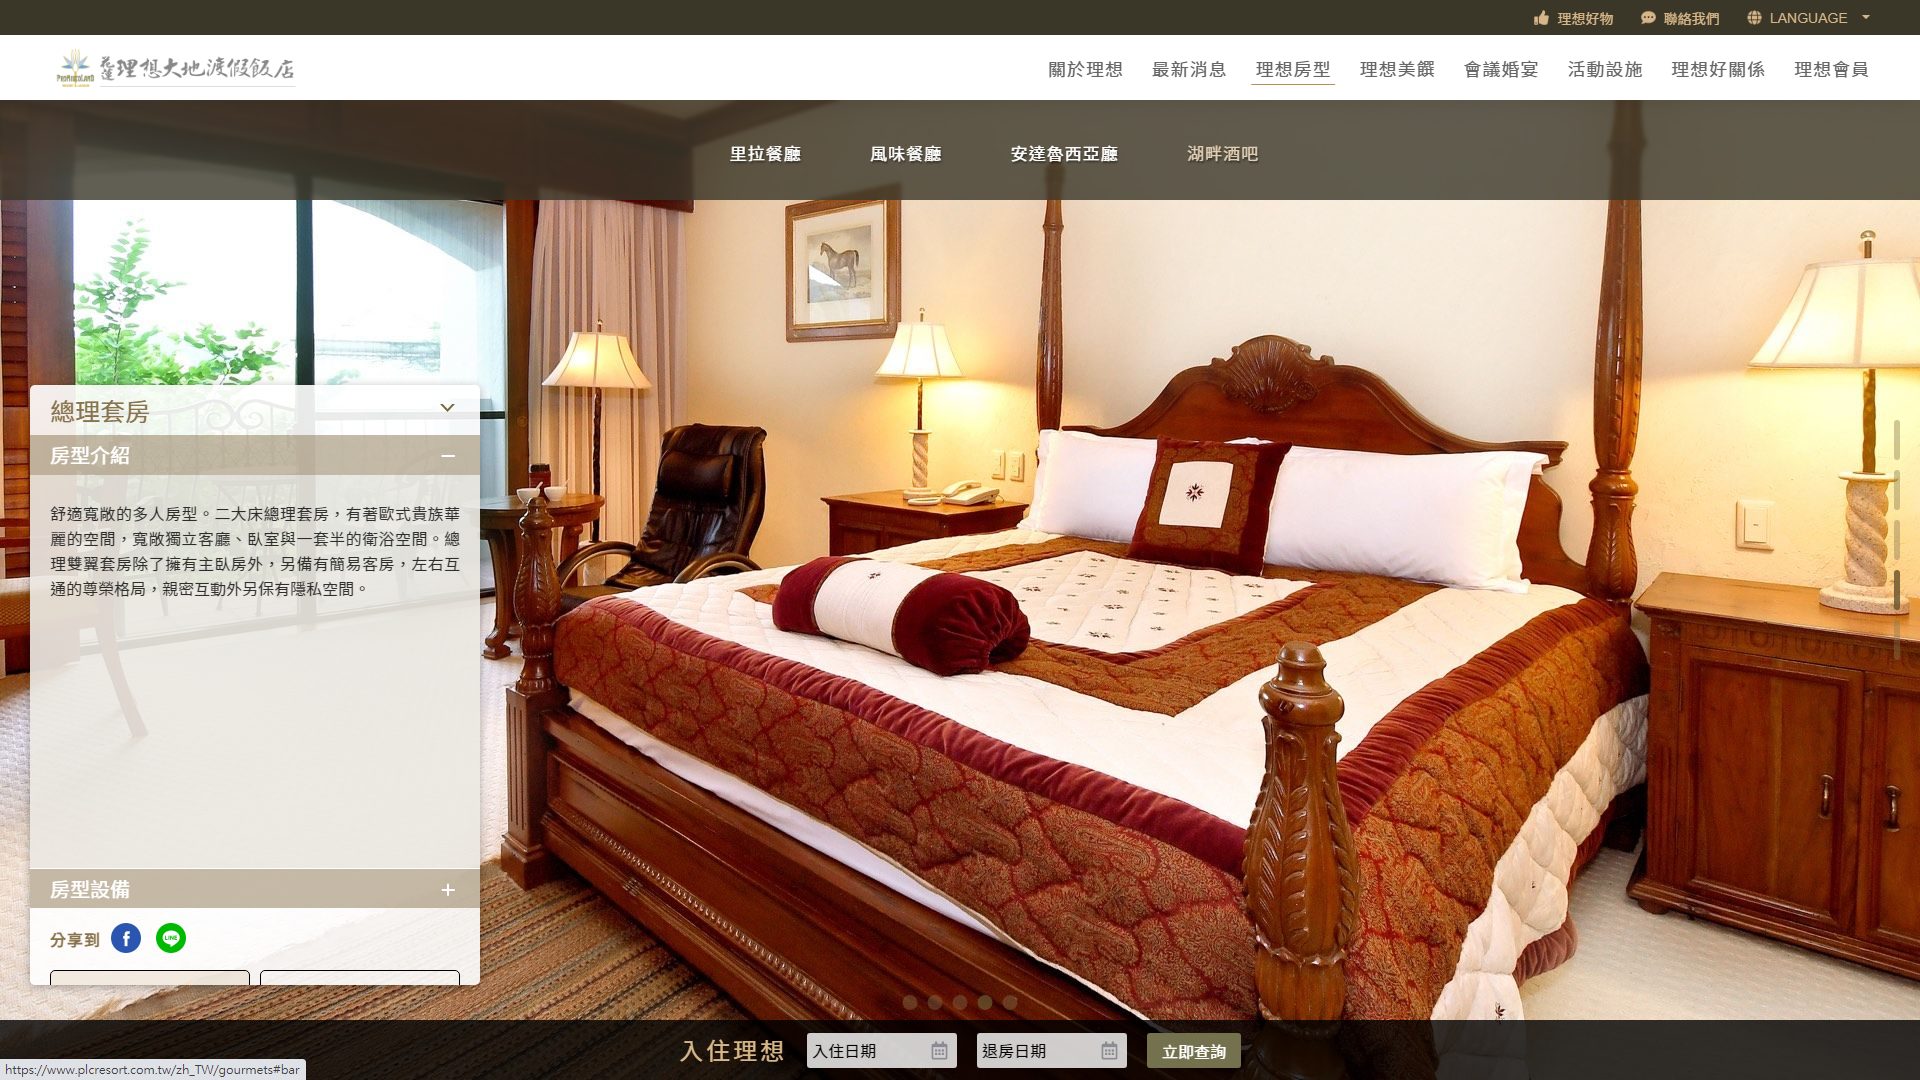 理想好物 聯絡我們 LANGUAGE
PROMISEDLAND 花蓮理想大地渡假飯店
關於理想 最新消息 理想房型 理想美饌 會議婚宴 活動設施 理想好關係 理想會員
里拉餐廳 風味餐廳 安達魯西亞廳 湖畔酒吧
總理套房
房型介紹
舒適寬敞的多人房型。二大床總理套房，有著歐式貴族華
麗的空間，寬敞獨立客廳、臥室與一套半的衛浴空間。總
理雙翼套房除了擁有主臥房外，另備有簡易客房，左右互
通的尊榮格局，親密互動外另保有隱私空間。
房型設備
分享到 LINE
入住理想 入住日期 退房日期 立即查詢
https://www.plcresort.com.tw/zh_TW/gourmets#bar